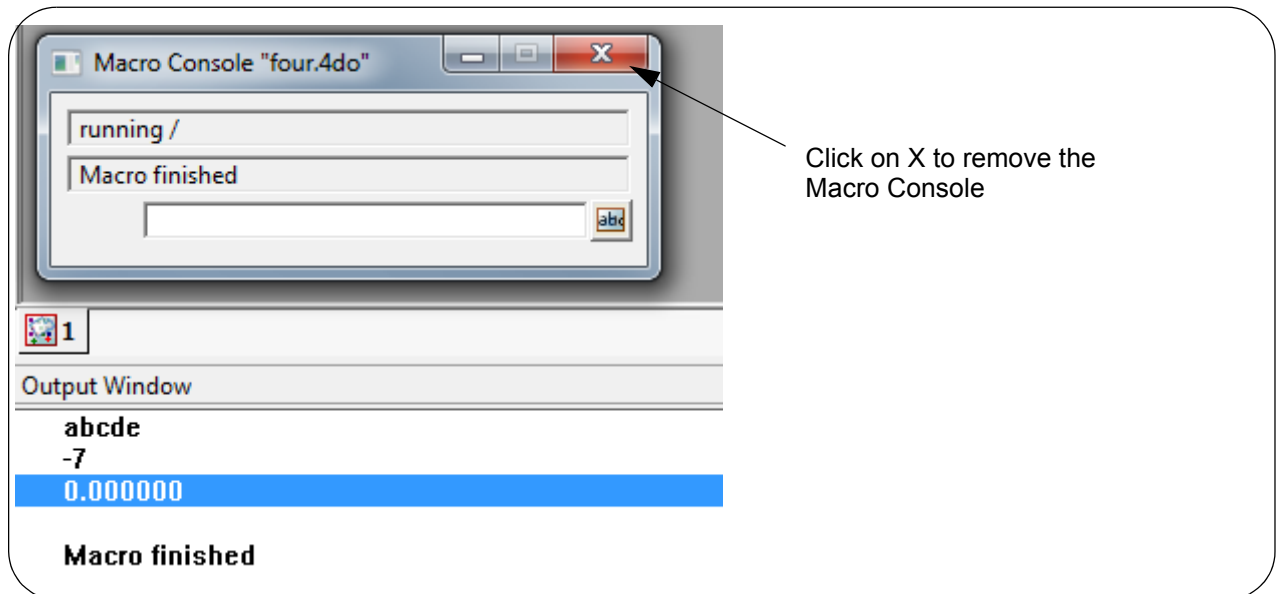 Macro Console "four.4do"
X
running /
Macro finished
abc
Click on X to remove the
Macro Console
1
Output Window
abcde
-7
0.000000
Macro finished